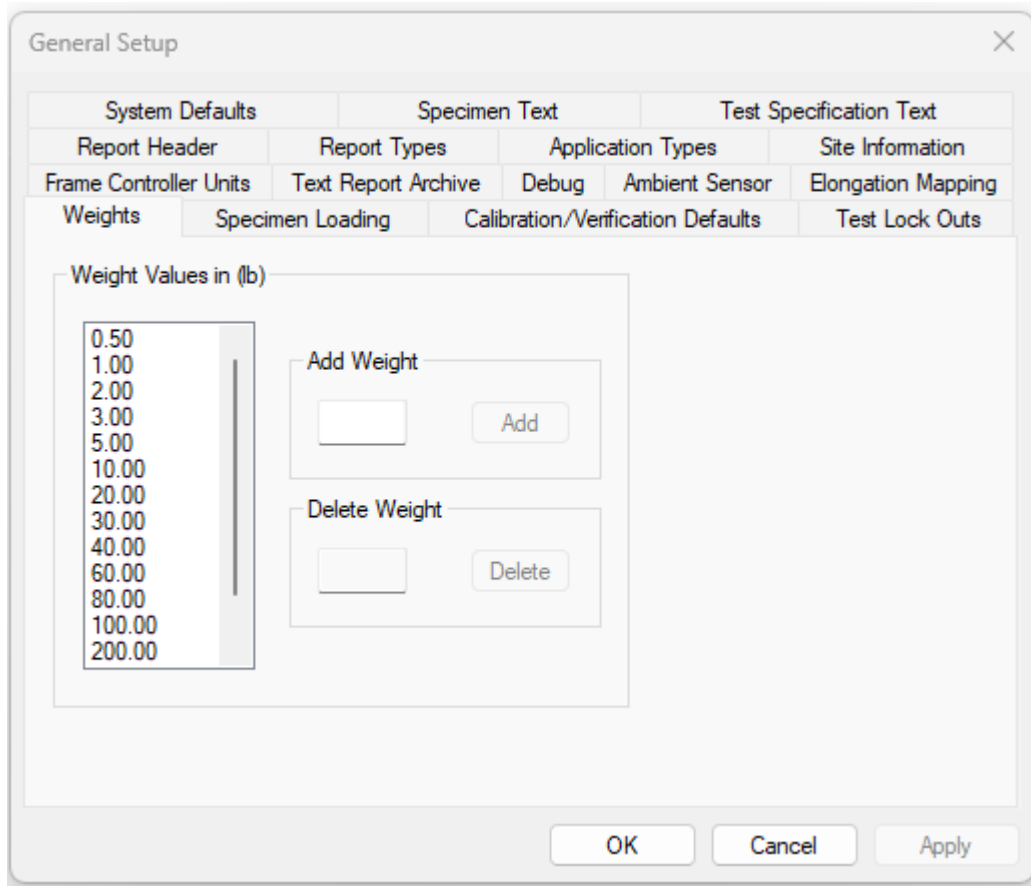 General Setup
System Defaults Specimen Text Test Specification Text
Report Header Report Types Application Types Site Information
Frame Controller Units Text Report Archive Debug Ambient Sensor Elongation Mapping
Weights Specimen Loading Calibration/Verification Defaults Test Lock Outs
Weight Values in (lb)
0.50
1.00
2.00
3.00
5.00
10.00
20.00
30.00
40.00
60.00
80.00
100.00
200.00
Add Weight
Add
Delete Weight
Delete
OK Cancel Apply